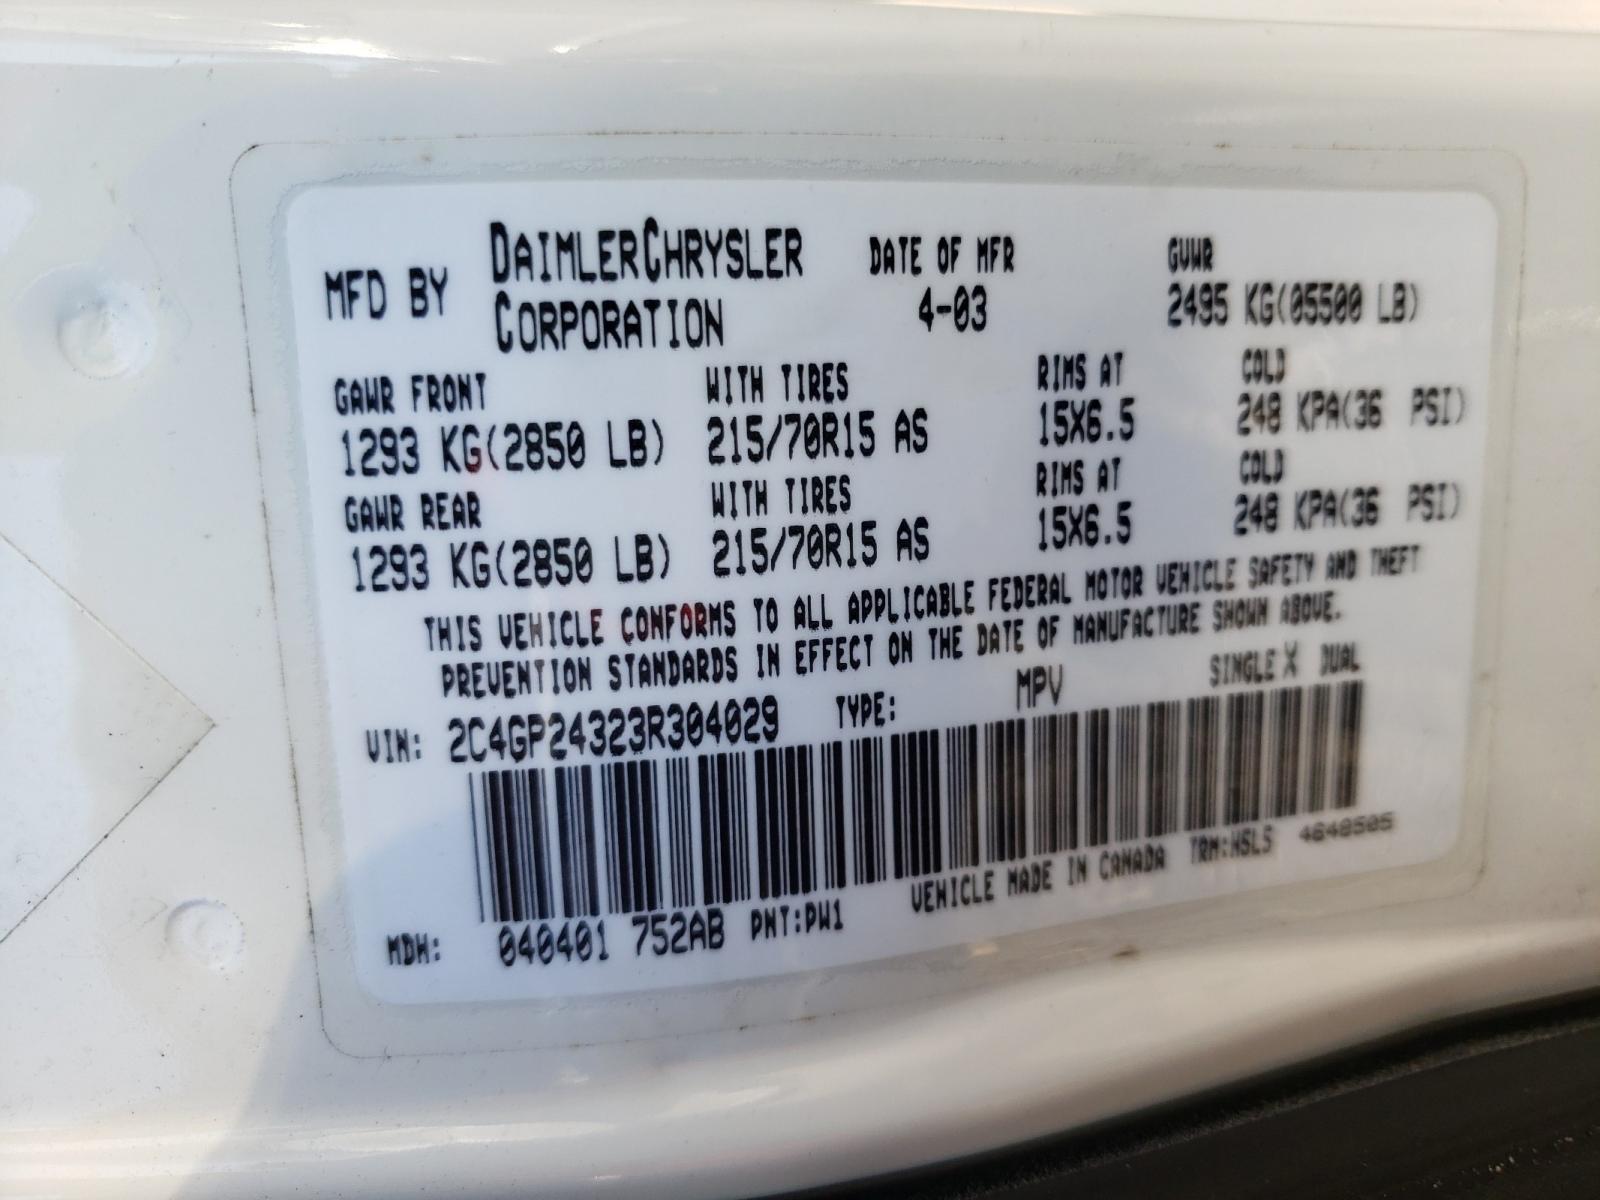 MFD BY DAIMLERCHRYSLER CORPORATION DATE OF MFR 4-03 GVWR 2495 KG(05500 LB)
GAWR FRONT WITH TIRES RIMS AT COLD
1293 KG(2850 LB) 215/70R15 AS 15X6.5 248 KPA(36 PSI)
GAWR REAR WITH TIRES RIMS AT COLD
1293 KG(2850 LB) 215/70R15 AS 15X6.5 248 KPA(36 PSI)
THIS VEHICLE CONFORMS TO ALL APPLICABLE FEDERAL MOTOR VEHICLE SAFETY AND THEFT
PREVENTION STANDARDS IN EFFECT ON THE DATE OF MANUFACTURE SHOWN ABOVE.
VIN: 2C4GP24323R304029 TYPE: MPV SINGLE X DUAL
MDH: 040401 752AB PNT:PW1 VEHICLE MADE IN CANADA TRM:WSL5 4648505